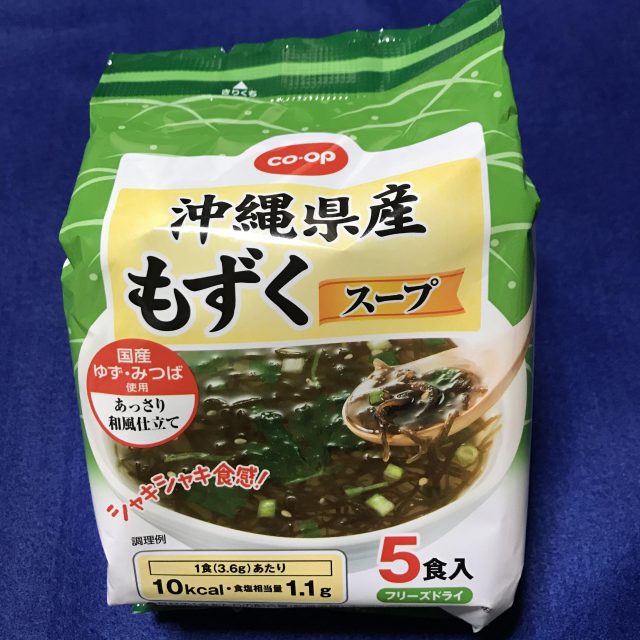 きりくち
co·op
沖縄県産
もずく
スープ
国産
ゆず・みつば
使用
あっさり
和風仕立て
シャキシャキ食感!
調理例
1食(3.6g)あたり
10kcal・食塩相当量1.1g
5食入
フリーズドライ